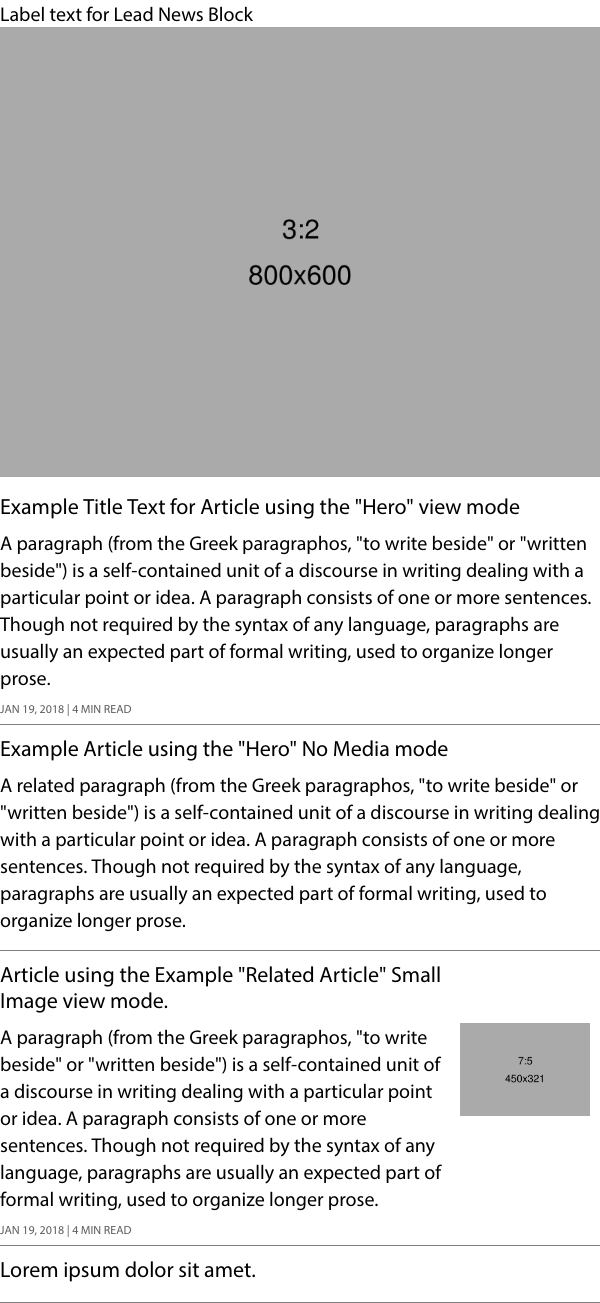 Label text for Lead News Block
3:2
800x600
Example Title Text for Article using the "Hero" view mode
A paragraph (from the Greek paragraphos, "to write beside" or "written
beside") is a self-contained unit of a discourse in writing dealing with a
particular point or idea. A paragraph consists of one or more sentences.
Though not required by the syntax of any language, paragraphs are
usually an expected part of formal writing, used to organize longer
prose.
JAN 19, 2018 | 4 MIN READ
Example Article using the "Hero" No Media mode
A related paragraph (from the Greek paragraphos, "to write beside" or
"written beside") is a self-contained unit of a discourse in writing dealing
with a particular point or idea. A paragraph consists of one or more
sentences. Though not required by the syntax of any language,
paragraphs are usually an expected part of formal writing, used to
organize longer prose.
Article using the Example "Related Article" Small
Image view mode.
A paragraph (from the Greek paragraphos, "to write
beside" or "written beside") is a self-contained unit of
a discourse in writing dealing with a particular point
or idea. A paragraph consists of one or more
sentences. Though not required by the syntax of any
language, paragraphs are usually an expected part of
formal writing, used to organize longer prose.
7:5
450x321
JAN 19, 2018 | 4 MIN READ
Lorem ipsum dolor sit amet.